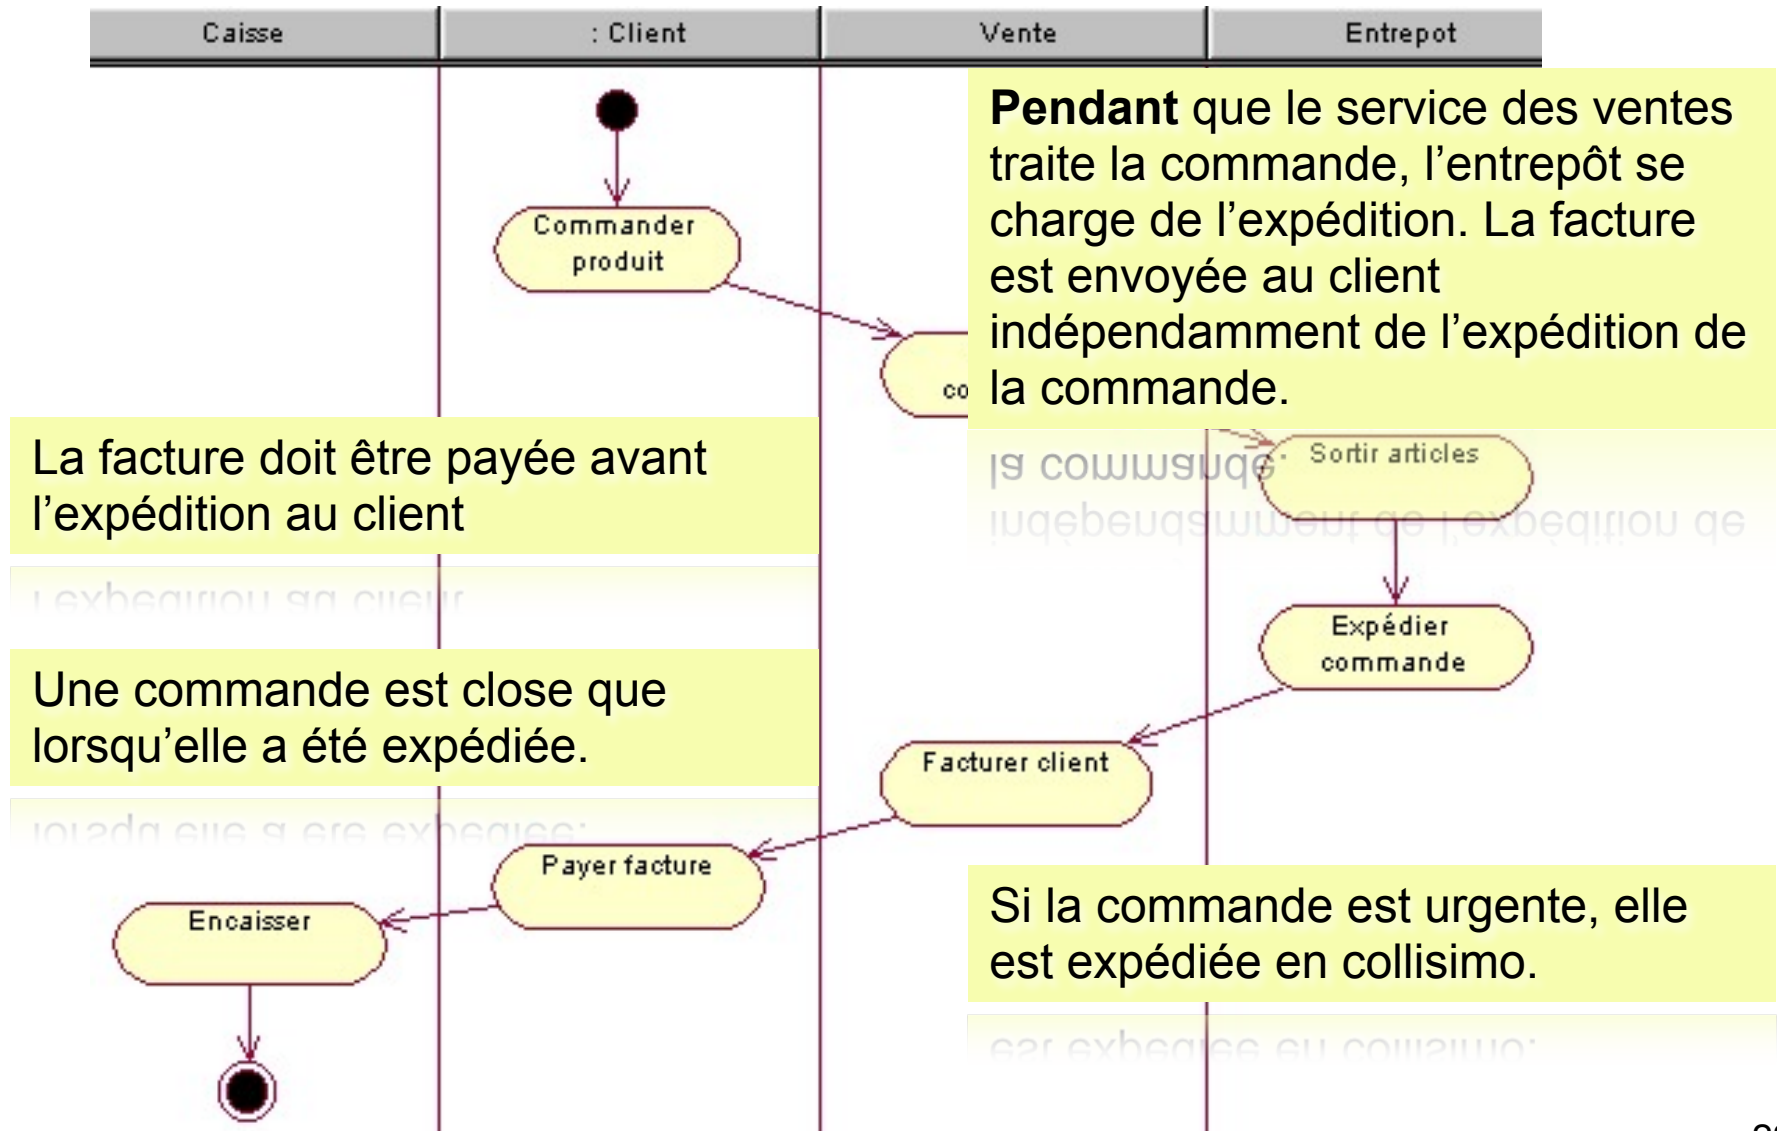 Caisse
: Client
Vente
Entrepot
Commander
produit
Pendant que le service des ventes
traite la commande, l’entrepôt se
charge de l’expédition. La facture
est envoyée au client
indépendamment de l’expédition de
la commande.
co
Sortir articles
La facture doit être payée avant
l’expédition au client
Expédier
commande
Une commande est close que
lorsqu’elle a été expédiée.
Facturer client
Payer facture
Encaisser
Si la commande est urgente, elle
est expédiée en collisimo.